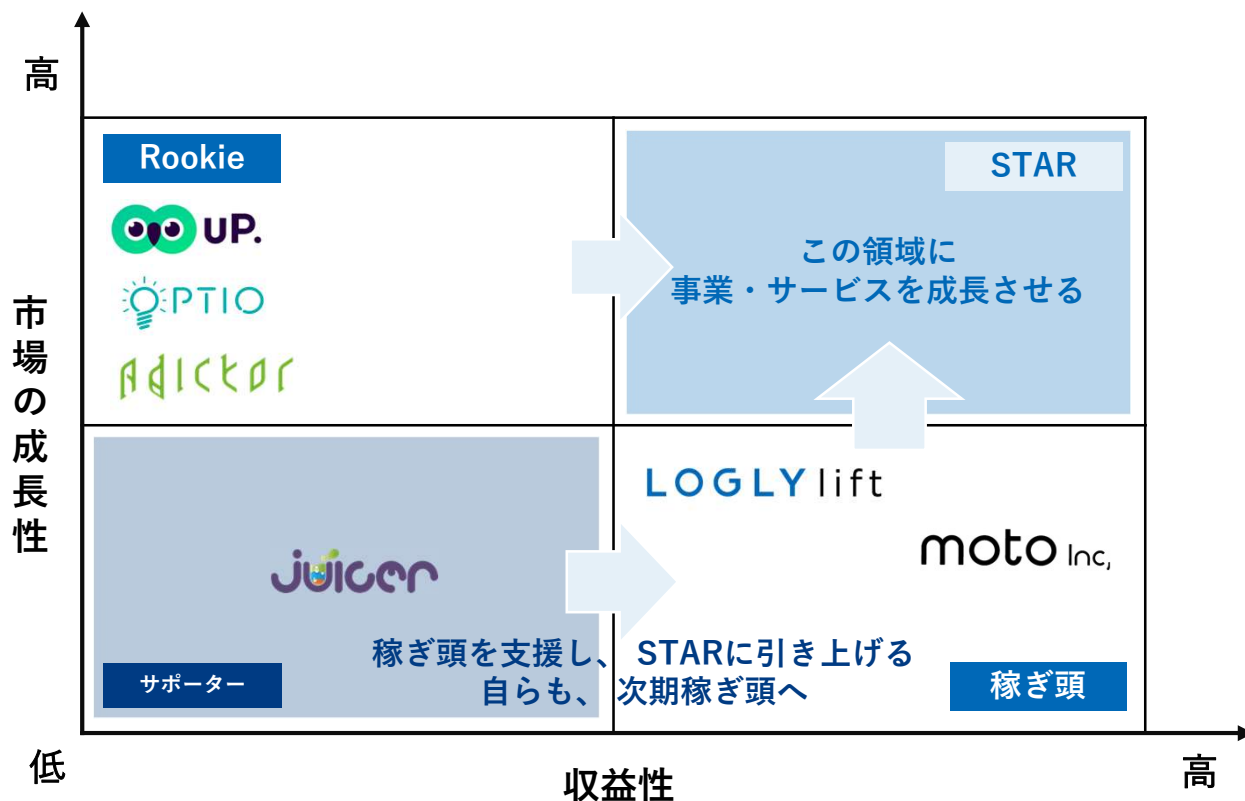 高
Rookie
STAR
uP.
この領域に
事業・サービスを成長させる
OPTIO
Adictor
市場の成長性
LOGLY lift
moto Inc,
juicer
稼ぎ頭を支援し、 STARに引き上げる
自らも、 次期稼ぎ頭へ
サポーター
稼ぎ頭
低
収益性
高